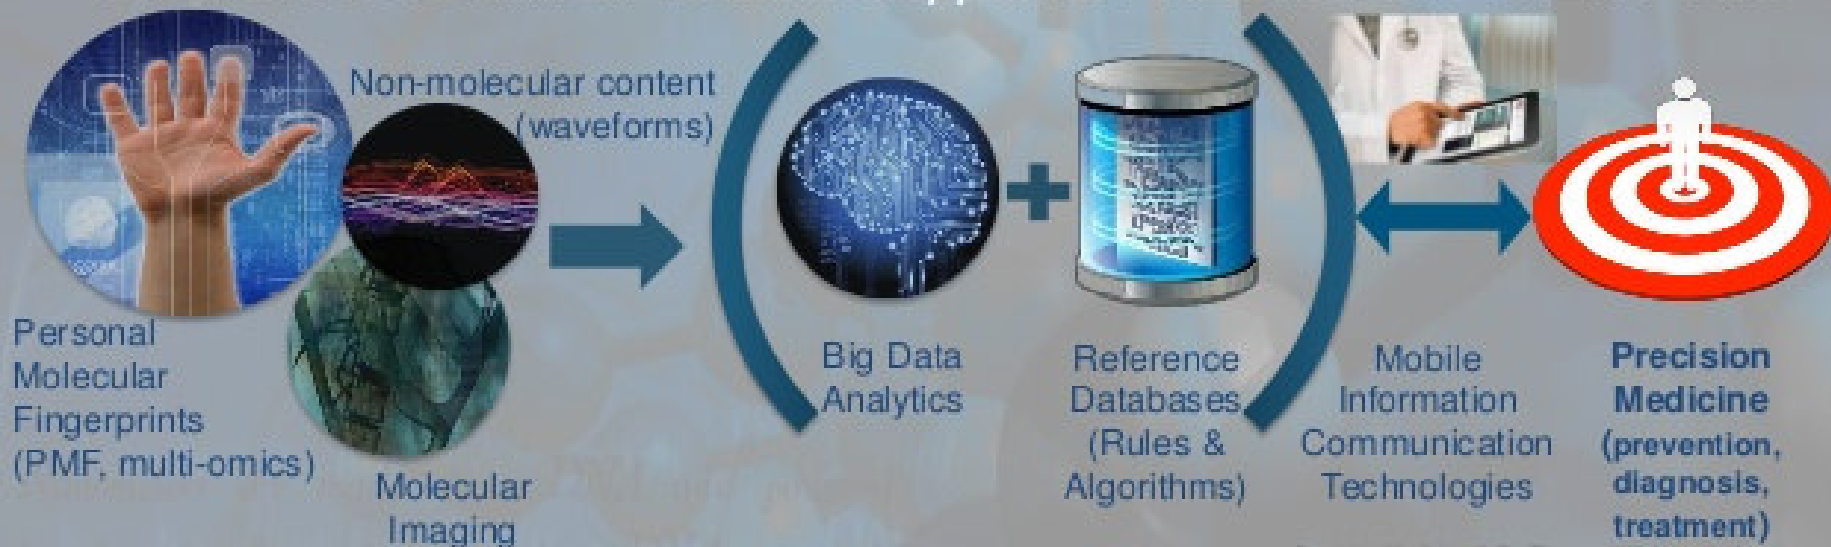 Non-molecular content
(waveforms)
Personal
Molecular
Fingerprints
(PMF, multi-omics)
Molecular
Imaging
Big Data
Analytics
Reference
Databases
(Rules &
Algorithms)
Mobile
Information
Communication
Technologies
Precision
Medicine
(prevention,
diagnosis,
treatment)